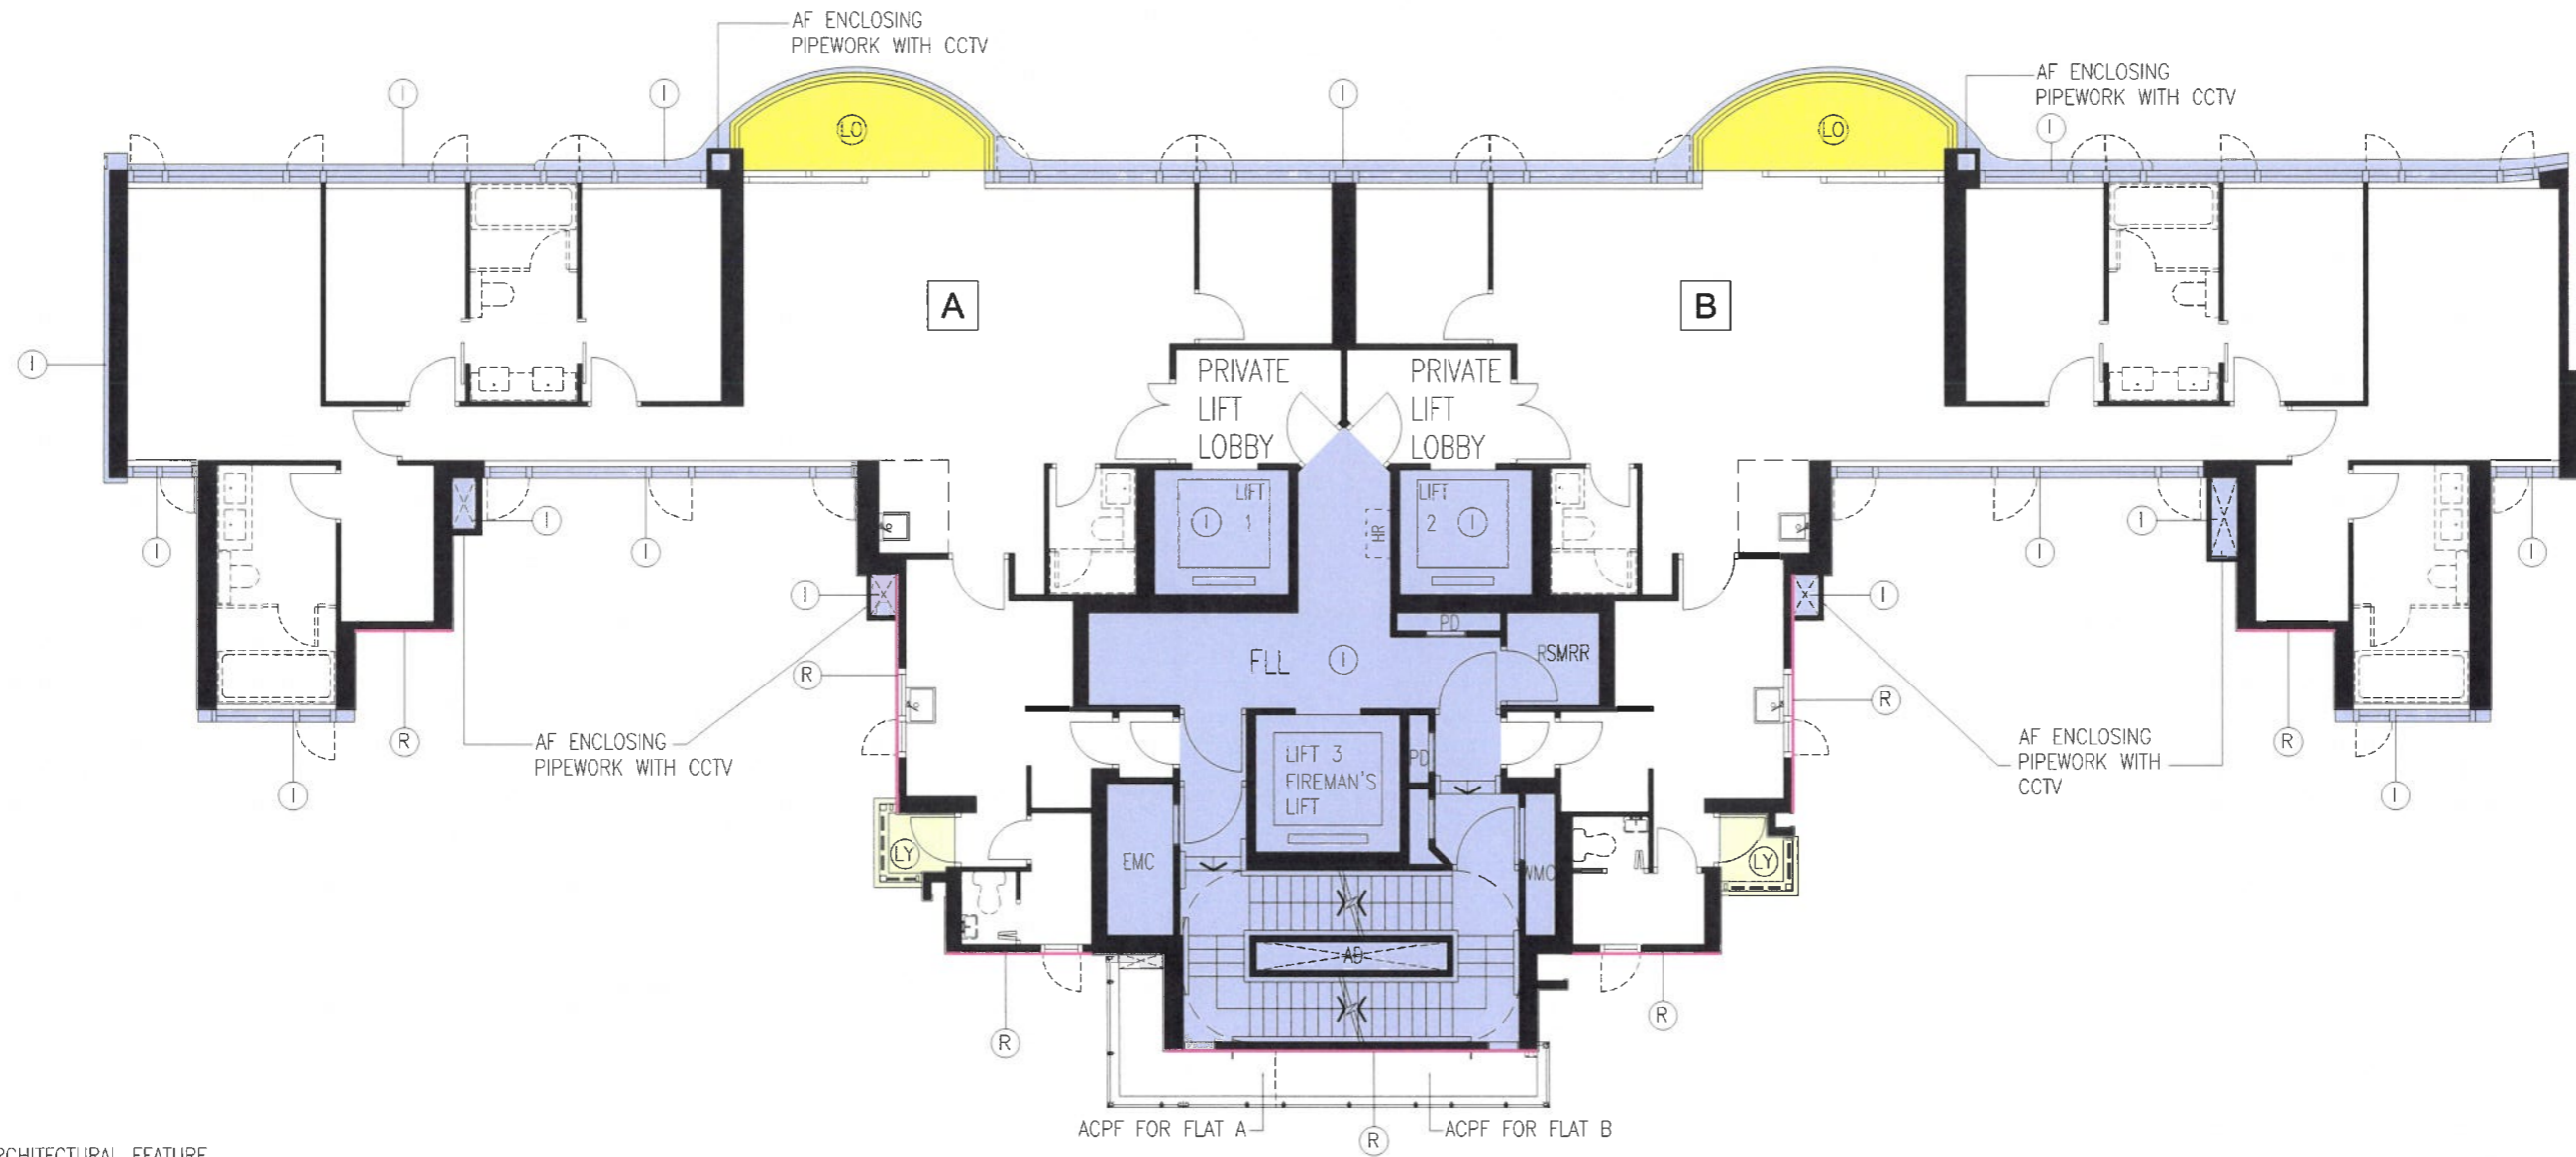 AF ENCLOSING
PIPEWORK WITH CCTV
AF ENCLOSING
PIPEWORK WITH CCTV
I
I
I
I
LO
LO
A
B
I
PRIVATE
LIFT
LOBBY
PRIVATE
LIFT
LOBBY
LIFT
1
I
LIFT
2
I
HR
I
I
I
I
I
I
I
I
I
PD
FLL
I
RSMRR
R
R
R
R
AF ENCLOSING
PIPEWORK WITH CCTV
AF ENCLOSING
PIPEWORK WITH
CCTV
LIFT 3
FIREMAN'S
LIFT
PD
I
I
LY
EMC
WMC
LY
AD
R
R
ACPF FOR FLAT A
R
ACPF FOR FLAT B
RCHITECTURAL FEATURE